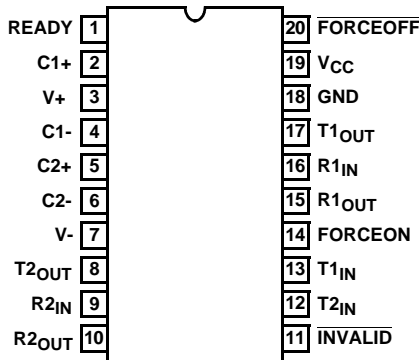 READY 1 20 FORCEOFF
C1+ 2 19 VCC
V+ 3 18 GND
C1- 4 17 T1OUT
C2+ 5 16 R1IN
C2- 6 15 R1OUT
V- 7 14 FORCEON
T2OUT 8 13 T1IN
R2IN 9 12 T2IN
R2OUT 10 11 INVALID